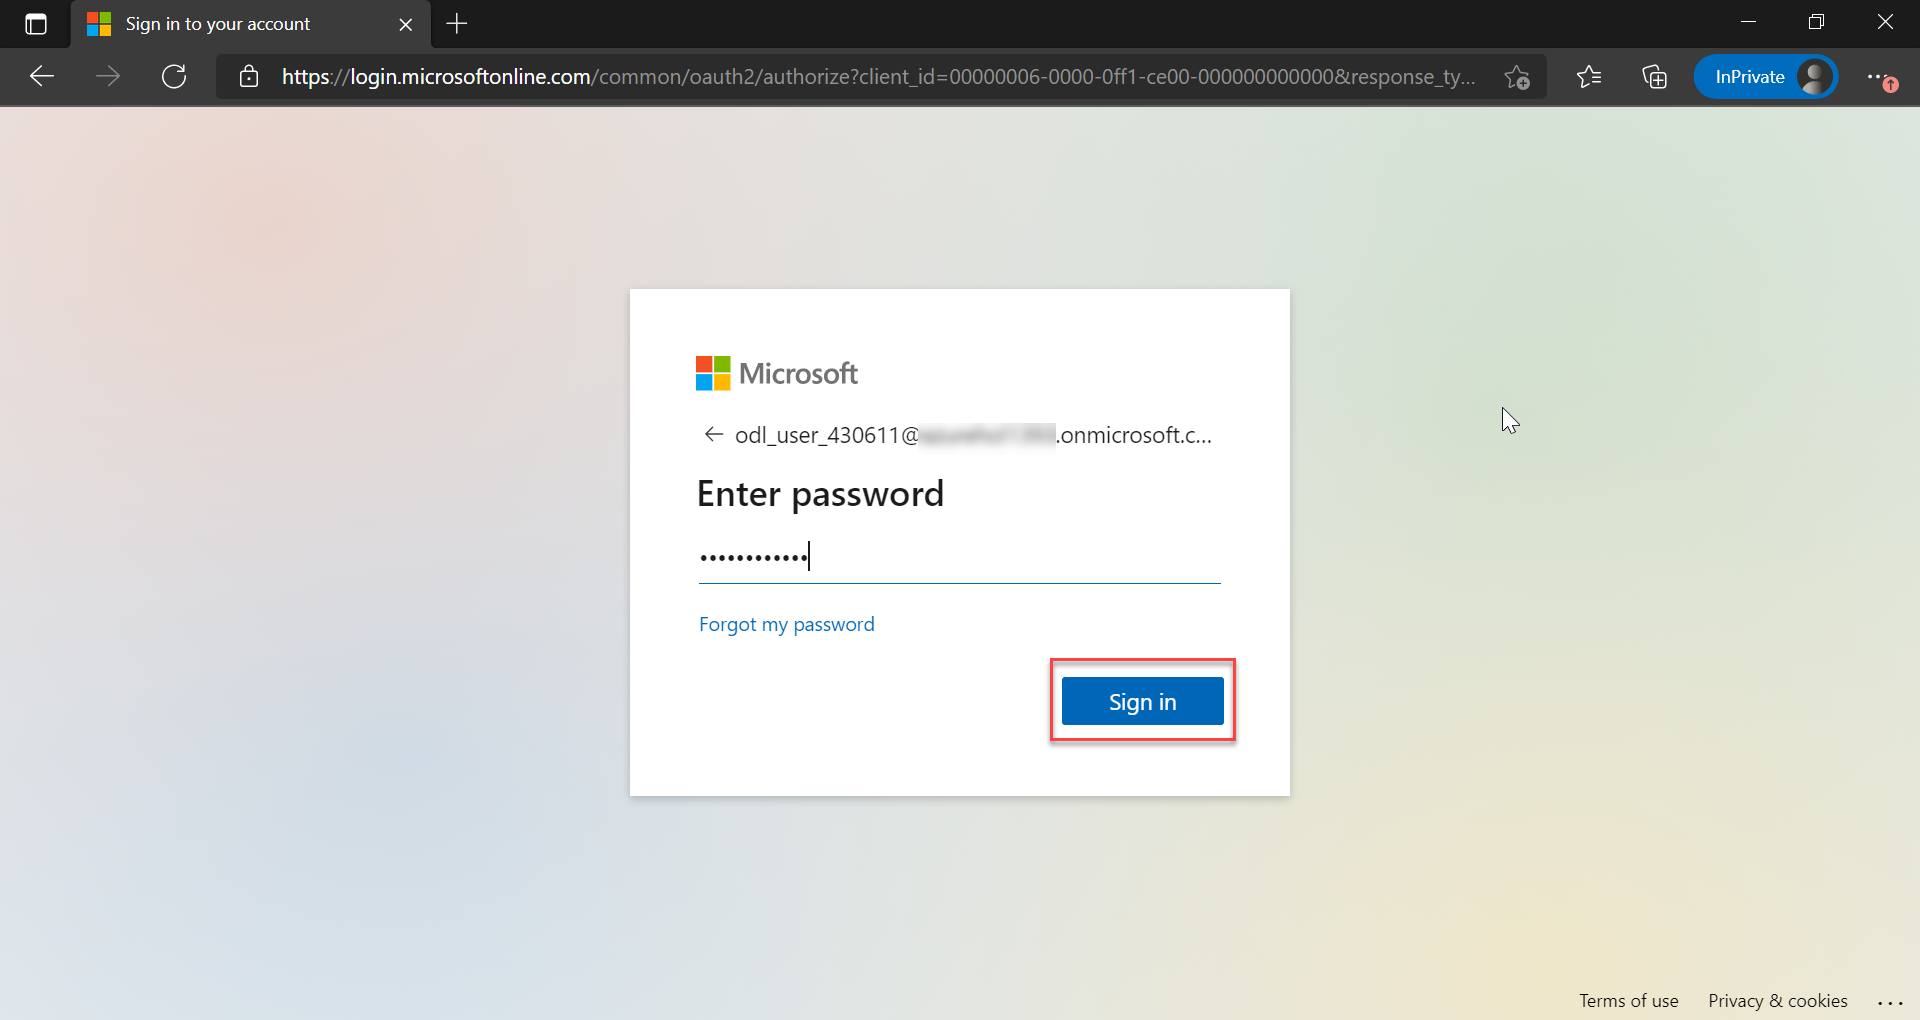 Sign in to your account
https://login.microsoftonline.com/common/oauth2/authorize?client_id=00000006-0000-0ff1-ce00-000000000000&response_ty...
InPrivate
Microsoft
odl_user_430611@ .onmicrosoft.c...
Enter password
Forgot my password
Sign in
Terms of use
Privacy & cookies